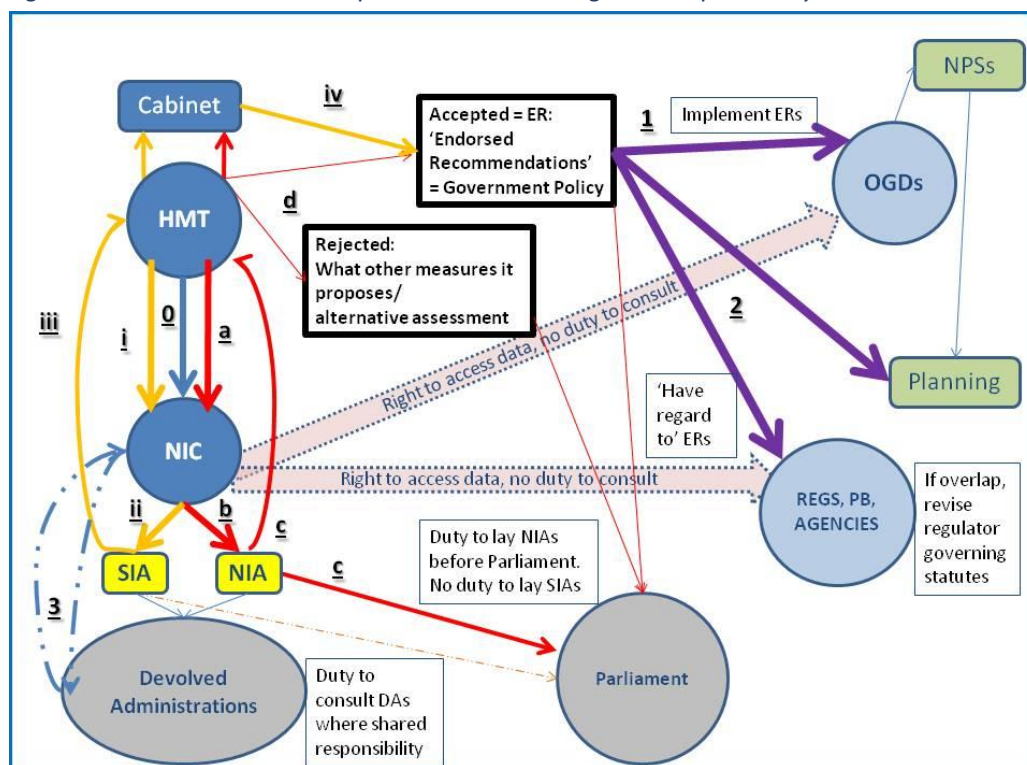 NPSs
Cabinet
iv
Accepted = ER:
'Endorsed
Recommendations'
= Government Policy
1
Implement ERs
OGDs
HMT
d
Rejected:
What other measures it
proposes/
alternative assessment
iii
i
0
a
2
Right to access data, no duty to consult
Planning
'Have
regard
to' ERs
NIC
Right to access data, no duty to consult
REGS, PB,
AGENCIES
If overlap,
revise
regulator
governing
statutes
ii
b
c
SIA
NIA
c
Duty to lay NIAs
before Parliament.
No duty to lay SIAs
3
Devolved
Administrations
Duty to
consult DAs
where shared
responsibility
Parliament